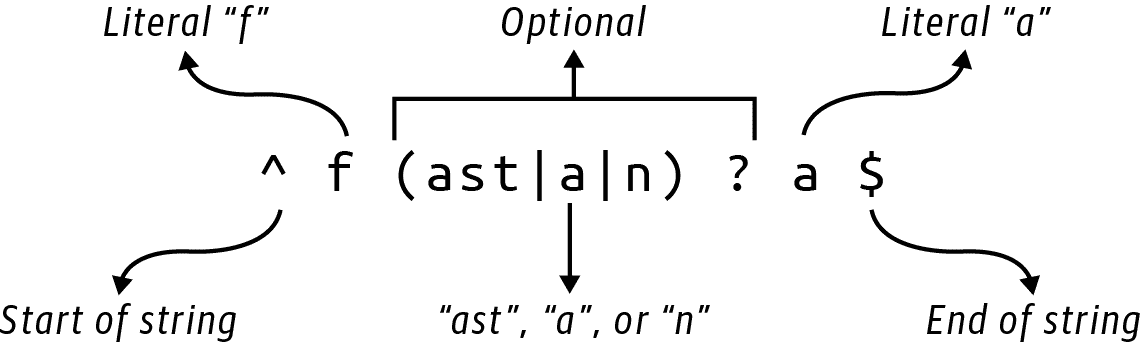 Literal “f”
Optional
Literal “a”
^ f (ast|a|n) ? a $
Start of string
“ast”, “a”, or “n”
End of string